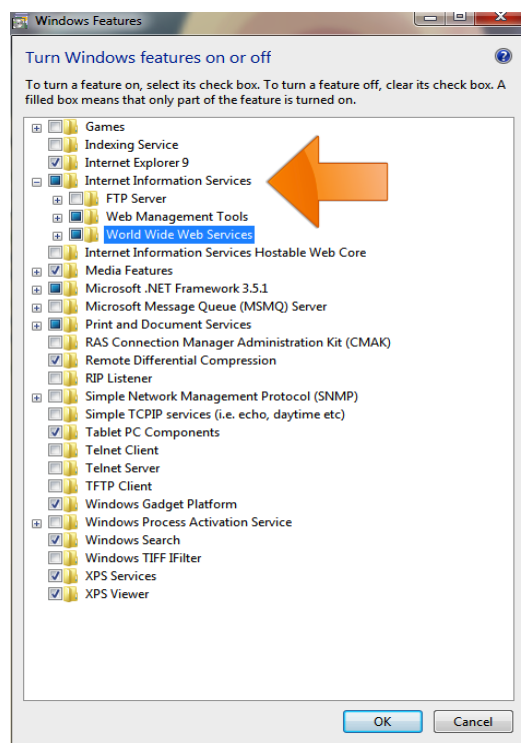 Windows Features
Turn Windows features on or off
To turn a feature on, select its check box. To turn a feature off, clear its check box. A
filled box means that only part of the feature is turned on.
Games
Indexing Service
Internet Explorer 9
Internet Information Services
FTP Server
Web Management Tools
World Wide Web Services
Internet Information Services Hostable Web Core
Media Features
Microsoft .NET Framework 3.5.1
Microsoft Message Queue (MSMQ) Server
Print and Document Services
RAS Connection Manager Administration Kit (CMAK)
Remote Differential Compression
RIP Listener
Simple Network Management Protocol (SNMP)
Simple TCPIP services (i.e. echo, daytime etc)
Tablet PC Components
Telnet Client
Telnet Server
TFTP Client
Windows Gadget Platform
Windows Process Activation Service
Windows Search
Windows TIFF IFilter
XPS Services
XPS Viewer
OK Cancel